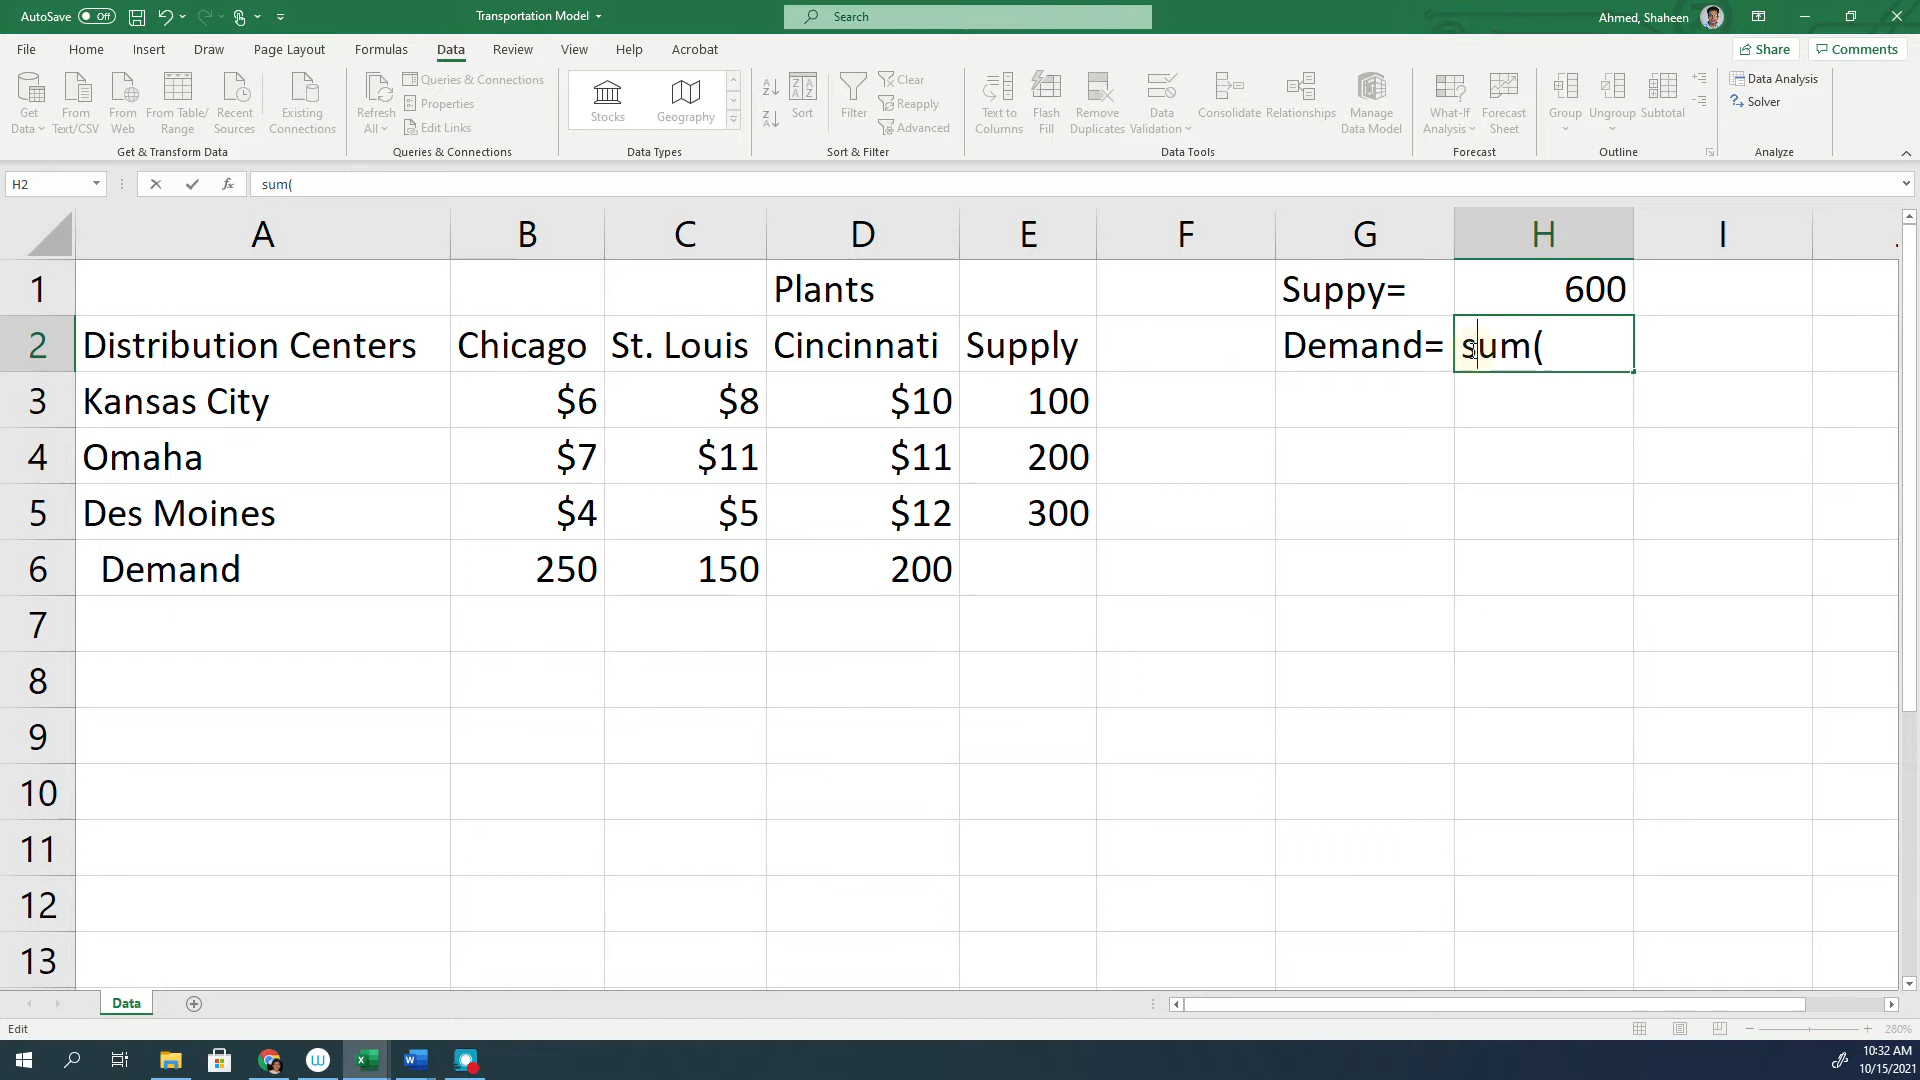 AutoSave Off Transportation Model Search Ahmed, Shaheen
File Home Insert Draw Page Layout Formulas Data Review View Help Acrobat Share Comments
Get Data From Text/CSV From Web From Table/ Range Recent Sources Existing Connections
Get & Transform Data
Refresh All Queries & Connections Properties Edit Links
Queries & Connections
Stocks Geography
Data Types
Sort Filter Clear Reapply Advanced
Sort & Filter
Text to Columns Flash Fill Remove Duplicates Data Validation Consolidate Relationships Manage Data Model
Data Tools
What-If Analysis Forecast Sheet
Forecast
Group Ungroup Subtotal
Outline
Data Analysis Solver
Analyze
H2 fx sum(
A B C D E F G H I
1 Plants Suppy= 600
2 Distribution Centers Chicago St. Louis Cincinnati Supply Demand= sum(
3 Kansas City $6 $8 $10 100
4 Omaha $7 $11 $11 200
5 Des Moines $4 $5 $12 300
6 Demand 250 150 200
7
8
9
10
11
12
13
Data
Edit 280%
10:32 AM
10/15/2021